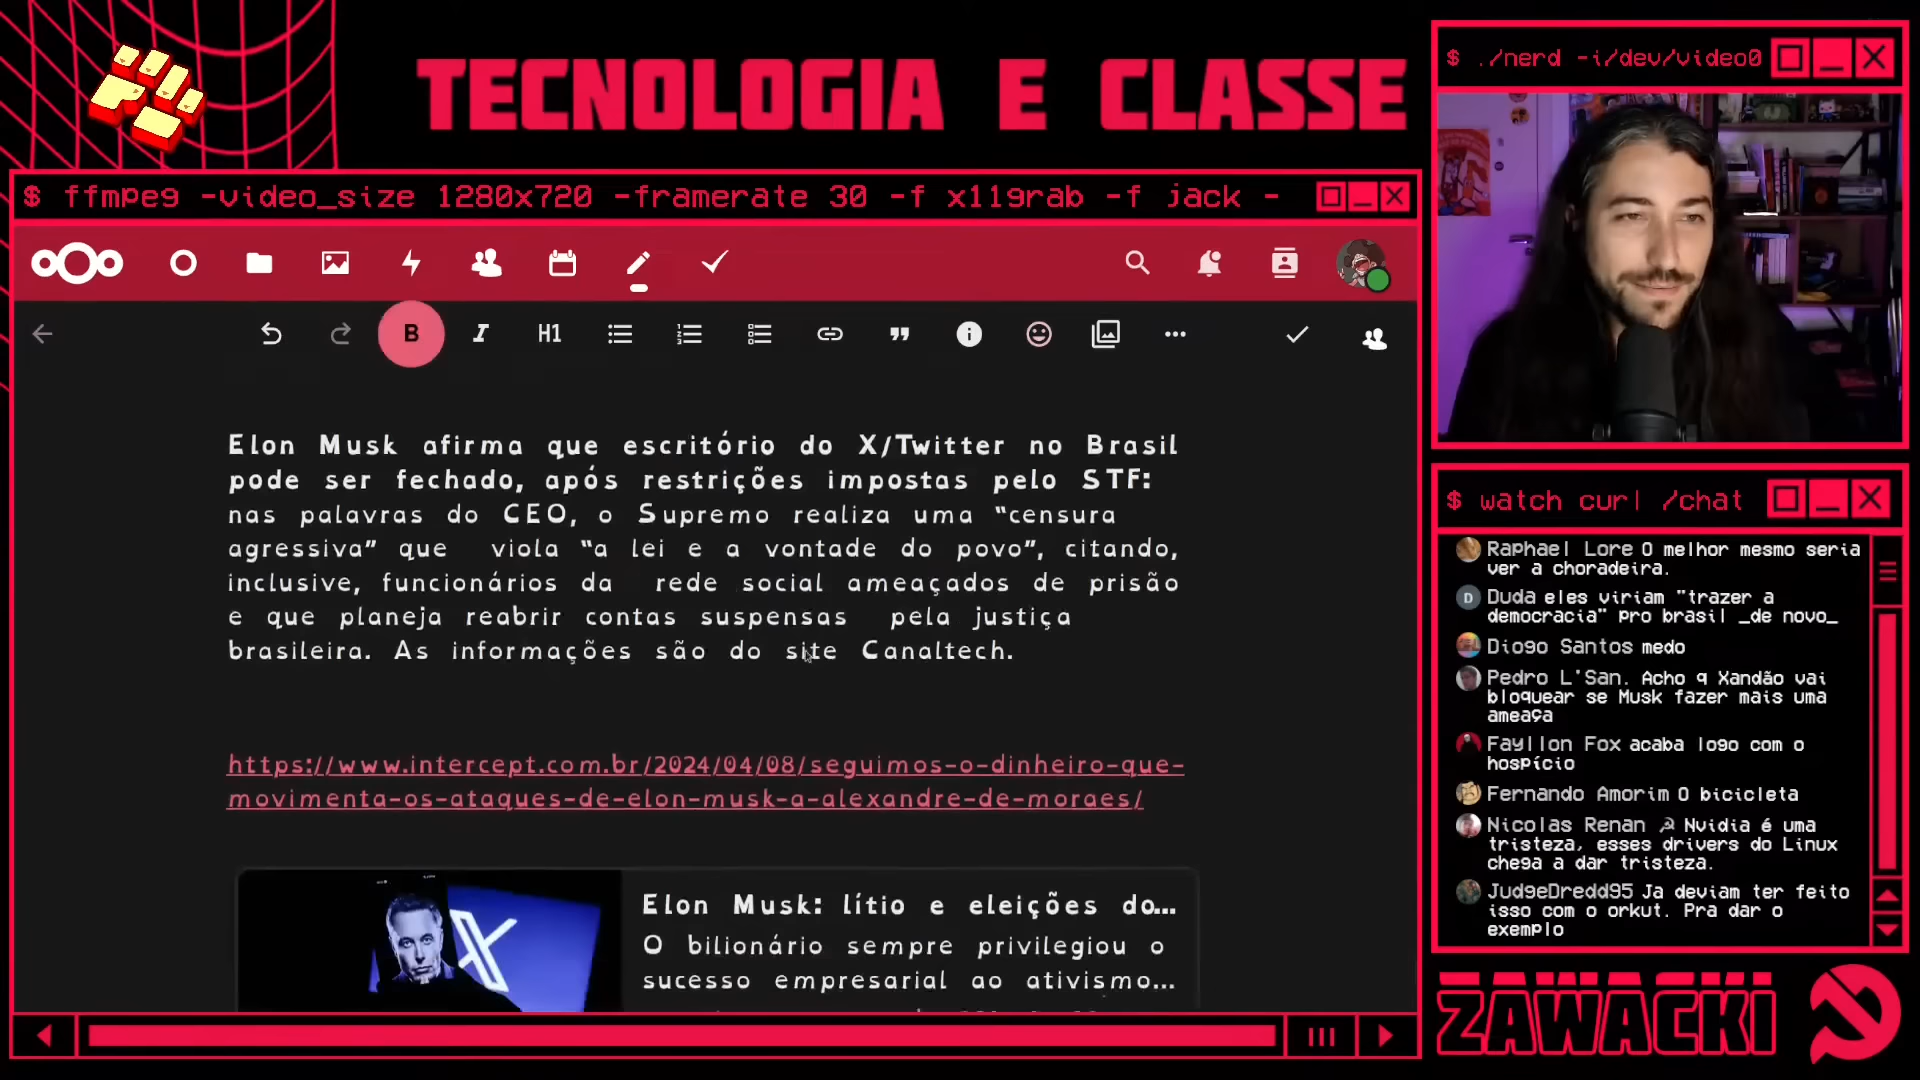 TECNOLOGIA E CLASSE
$ ./nerd -i/dev/video0
$ ffmpeg -video_size 1280x720 -framerate 30 -f x11grab -f jack -
B I H1
Elon Musk afirma que escritório do X/Twitter no Brasil
pode ser fechado, após restrições impostas pelo STF:
nas palavras do CEO, o Supremo realiza uma “censura
agressiva” que viola “a lei e a vontade do povo”, citando,
inclusive, funcionários da rede social ameaçados de prisão
e que planeja reabrir contas suspensas pela justiça
brasileira. As informações são do site Canaltech.
https://www.intercept.com.br/2024/04/08/seguimos-o-dinheiro-que-
movimenta-os-ataques-de-elon-musk-a-alexandre-de-moraes/
Elon Musk: lítio e eleições do...
O bilionário sempre privilegiou o
sucesso empresarial ao ativismo...
$ watch curl /chat
Raphael Lore O melhor mesmo seria
ver a choradeira.
D Duda eles viriam "trazer a
democracia" pro brasil _de novo_
Diogo Santos medo
Pedro L'San. Acho q Xandão vai
bloquear se Musk fazer mais uma
ameaça
Fayllon Fox acaba logo com o
hospício
Fernando Amorim O bicicleta
Nicolas Renan ☭ Nvidia é uma
tristeza, esses drivers do Linux
chega a dar tristeza.
JudgeDredd95 Ja deviam ter feito
isso com o orkut. Pra dar o
exemplo
ZAWACKI